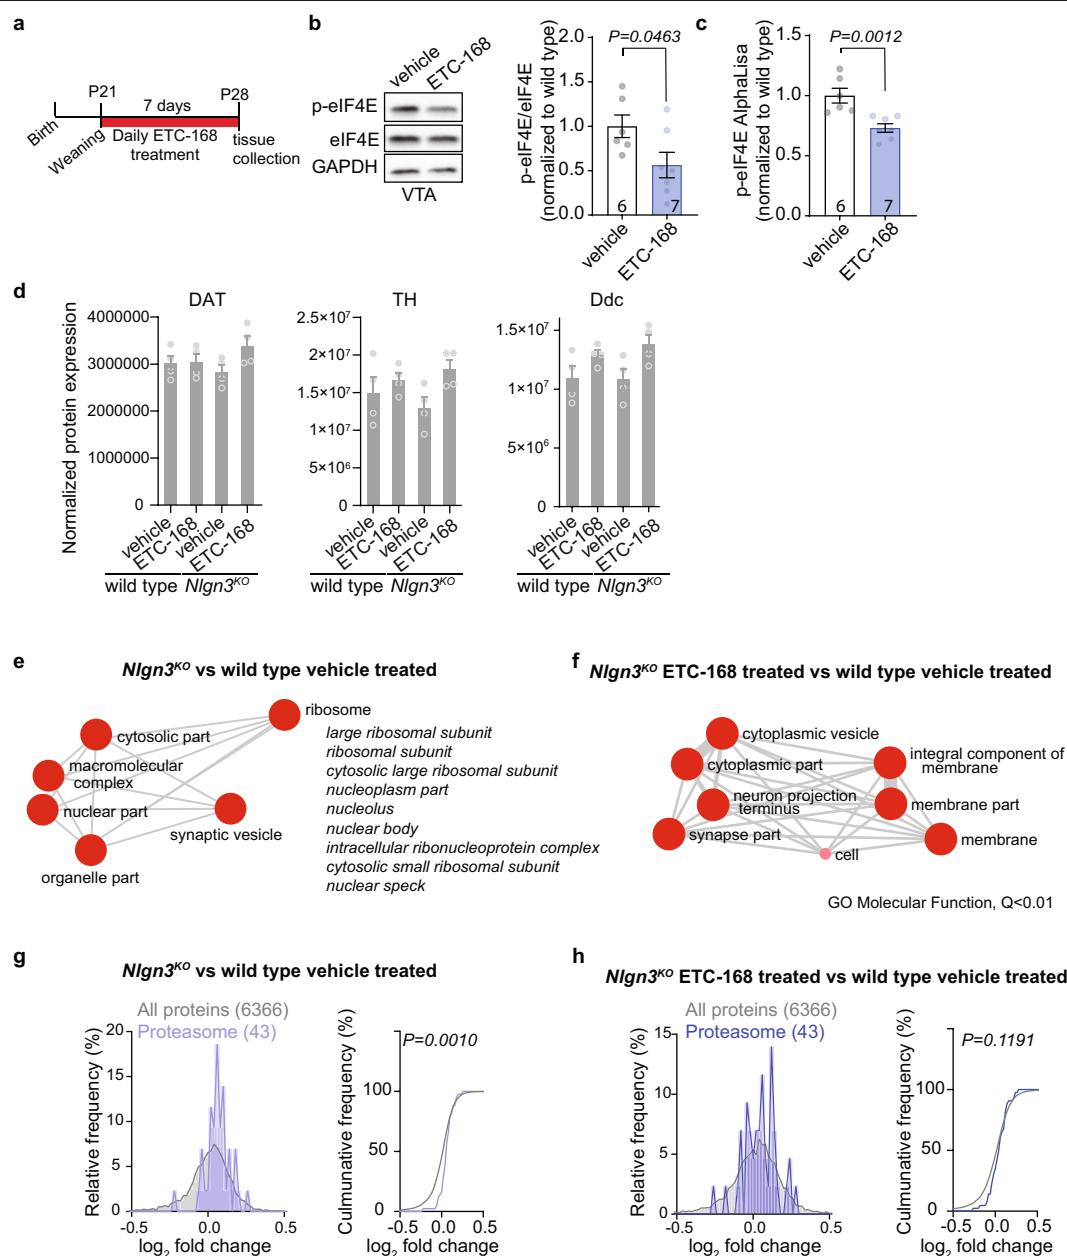 a
P21
P28
7 days
Birth
Weaning
Daily ETC-168
treatment
tissue
collection
b
vehicle
ETC-168
p-eIF4E
eIF4E
GAPDH
VTA
p-eIF4E/eIF4E
(normalized to wild type)
2.0
1.5
1.0
0.5
0.0
P=0.0463
6
7
vehicle
ETC-168
c
p-eIF4E AlphaLisa
(normalized to wild type)
1.5
1.0
0.5
0.0
P=0.0012
6
7
vehicle
ETC-168
d
Normalized protein expression
DAT
4000000
3000000
2000000
1000000
0
vehicle
ETC-168
vehicle
ETC-168
wild type Nlgn3KO
TH
2.5×10⁷
2×10⁷
1.5×10⁷
1×10⁷
5×10⁶
0
vehicle
ETC-168
vehicle
ETC-168
wild type Nlgn3KO
Ddc
1.5×10⁷
1×10⁷
5×10⁶
0
vehicle
ETC-168
vehicle
ETC-168
wild type Nlgn3KO
e
Nlgn3KO vs wild type vehicle treated
ribosome
cytosolic part
macromolecular
complex
nuclear part
synaptic vesicle
organelle part
large ribosomal subunit
ribosomal subunit
cytosolic large ribosomal subunit
nucleoplasm part
nucleolus
nuclear body
intracellular ribonucleoprotein complex
cytosolic small ribosomal subunit
nuclear speck
f
Nlgn3KO ETC-168 treated vs wild type vehicle treated
cytoplasmic vesicle
cytoplasmic part
integral component of
membrane
neuron projection
terminus
membrane part
synapse part
membrane
cell
GO Molecular Function, Q<0.01
g
Nlgn3KO vs wild type vehicle treated
All proteins (6366)
Proteasome (43)
Relative frequency (%)
20
15
10
5
0
-0.5
0.0
0.5
log₂ fold change
Culmunative frequency (%)
P=0.0010
100
50
0
-0.5
0.0
0.5
log₂ fold change
h
Nlgn3KO ETC-168 treated vs wild type vehicle treated
All proteins (6366)
Proteasome (43)
Relative frequency (%)
15
10
5
0
-0.5
0.0
0.5
log₂ fold change
Culmunative frequency (%)
P=0.1191
100
50
0
-0.5
0.0
0.5
log₂ fold change